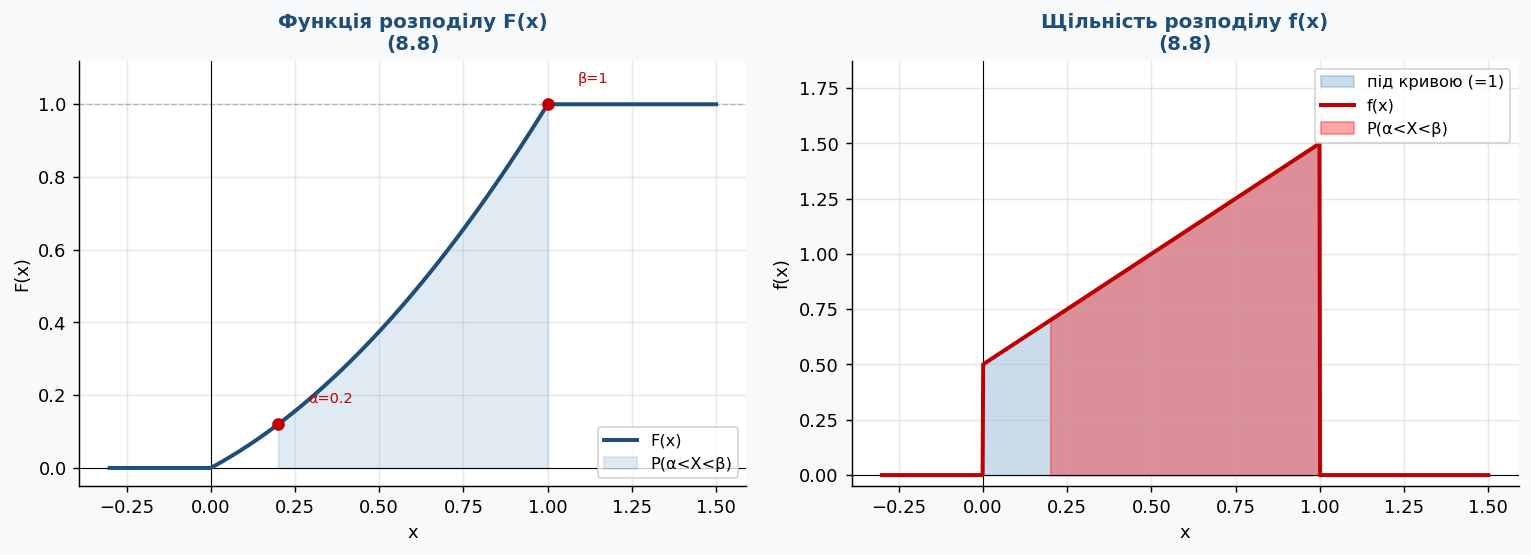 Функція розподілу F(x)
(8.8)
F(x)
1.0
0.8
0.6
0.4
0.2
0.0
β=1
α=0.2
F(x)
P(α<X<β)
−0.25
0.00
0.25
0.50
0.75
1.00
1.25
1.50
x
Щільність розподілу f(x)
(8.8)
f(x)
1.75
1.50
1.25
1.00
0.75
0.50
0.25
0.00
під кривою (=1)
f(x)
P(α<X<β)
−0.25
0.00
0.25
0.50
0.75
1.00
1.25
1.50
x